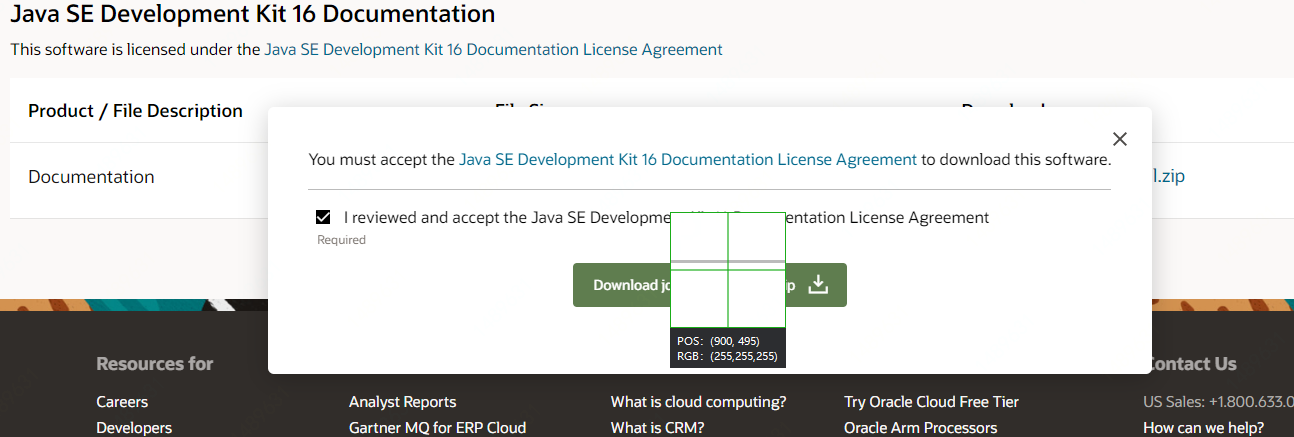 Java SE Development Kit 16 Documentation
This software is licensed under the Java SE Development Kit 16 Documentation License Agreement
Product / File Description
Documentation
l.zip
You must accept the Java SE Development Kit 16 Documentation License Agreement to download this software.
I reviewed and accept the Java SE Developme entation License Agreement
Required
Download
POS: (900, 495)
RGB: (255,255,255)
Resources for
Contact Us
Careers
Analyst Reports
What is cloud computing?
Try Oracle Cloud Free Tier
US Sales: +1.800.633.0
Developers
Gartner MQ for ERP Cloud
What is CRM?
Oracle Arm Processors
How can we help?